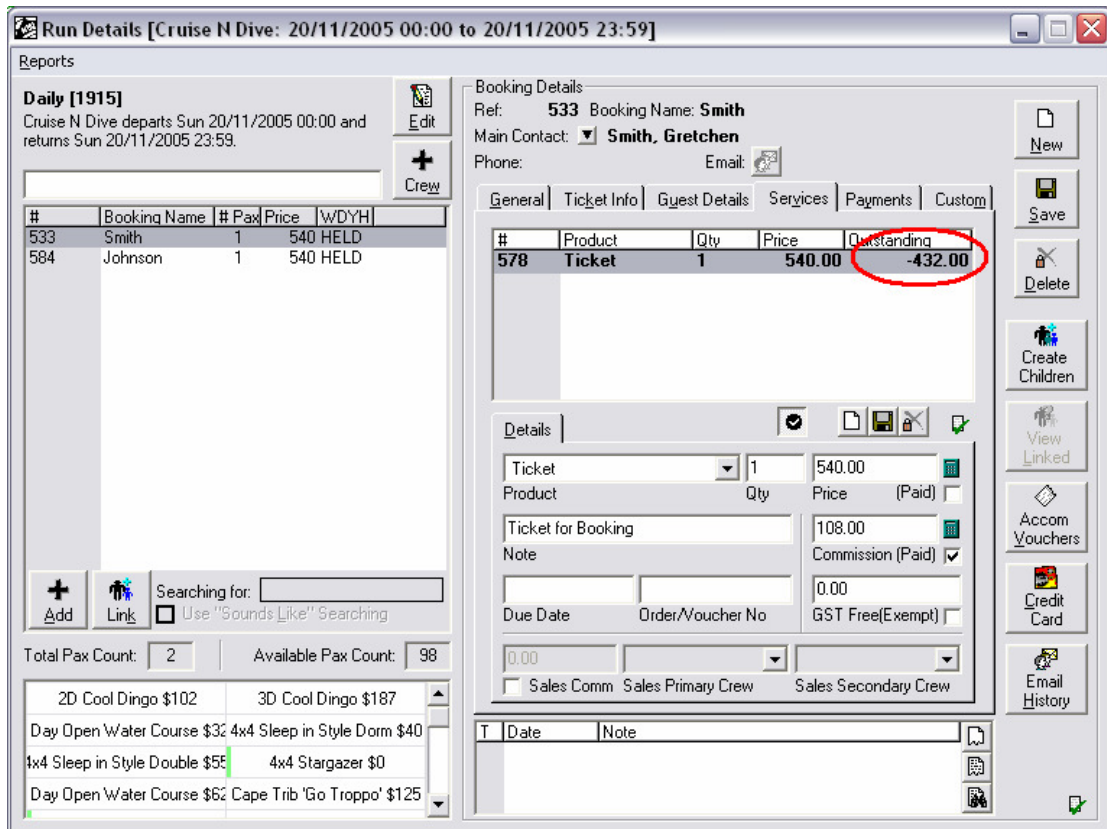 Run Details [Cruise N Dive: 20/11/2005 00:00 to 20/11/2005 23:59]
Reports
Daily [1915]
Cruise N Dive departs Sun 20/11/2005 00:00 and
returns Sun 20/11/2005 23:59.
Edit
Crew
# Booking Name # Pax Price WDYH
533 Smith 1 540 HELD
584 Johnson 1 540 HELD
Add
Link
Searching for:
Use "Sounds Like" Searching
Total Pax Count: 2 Available Pax Count: 98
2D Cool Dingo $102 3D Cool Dingo $187
Day Open Water Course $32 4x4 Sleep in Style Dorm $40
4x4 Sleep in Style Double $55 4x4 Stargazer $0
Day Open Water Course $62 Cape Trib 'Go Troppo' $125
Booking Details
Ref: 533 Booking Name: Smith
Main Contact: Smith, Gretchen
Phone: Email:
General Ticket Info Guest Details Services Payments Custom
# Product Qty Price Outstanding
578 Ticket 1 540.00 -432.00
Details
Ticket 1 540.00
Product Qty Price (Paid)
Ticket for Booking 108.00
Note Commission (Paid)
0.00
Due Date Order/Voucher No GST Free(Exempt)
0.00
Sales Comm Sales Primary Crew Sales Secondary Crew
T Date Note
New
Save
Delete
Create
Children
View
Linked
Accom
Vouchers
Credit
Card
Email
History